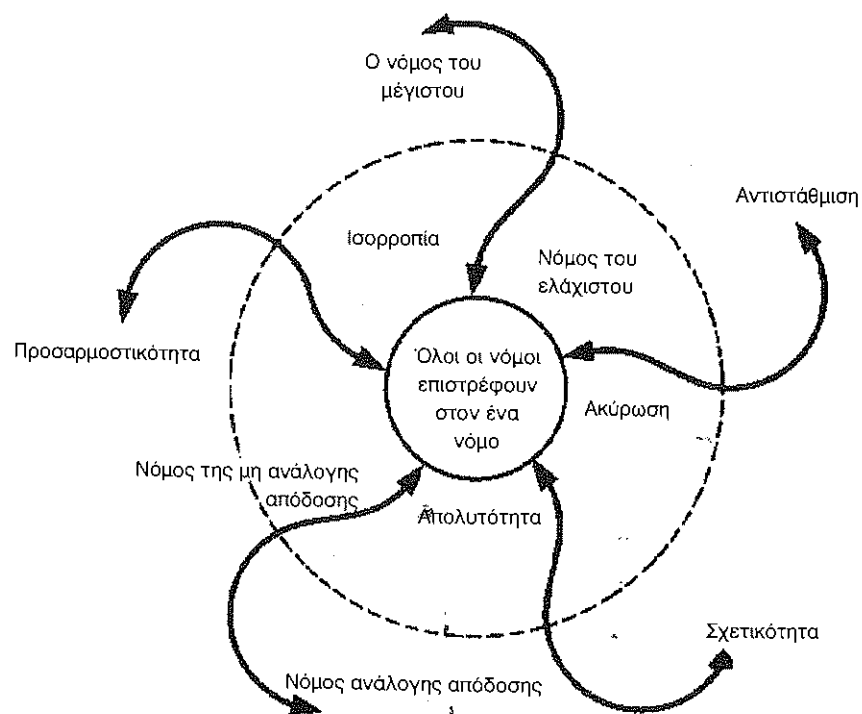 Ο νόμος του
μέγιστου
Αντιστάθμιση
Ισορροπία
Νόμος του
ελάχιστου
Προσαρμοστικότητα
Όλοι οι νόμοι
επιστρέφουν
στον ένα
νόμο
Ακύρωση
Νόμος της μη ανάλογης
απόδοσης
Απολυτότητα
Σχετικότητα
Νόμος ανάλογης απόδοσης